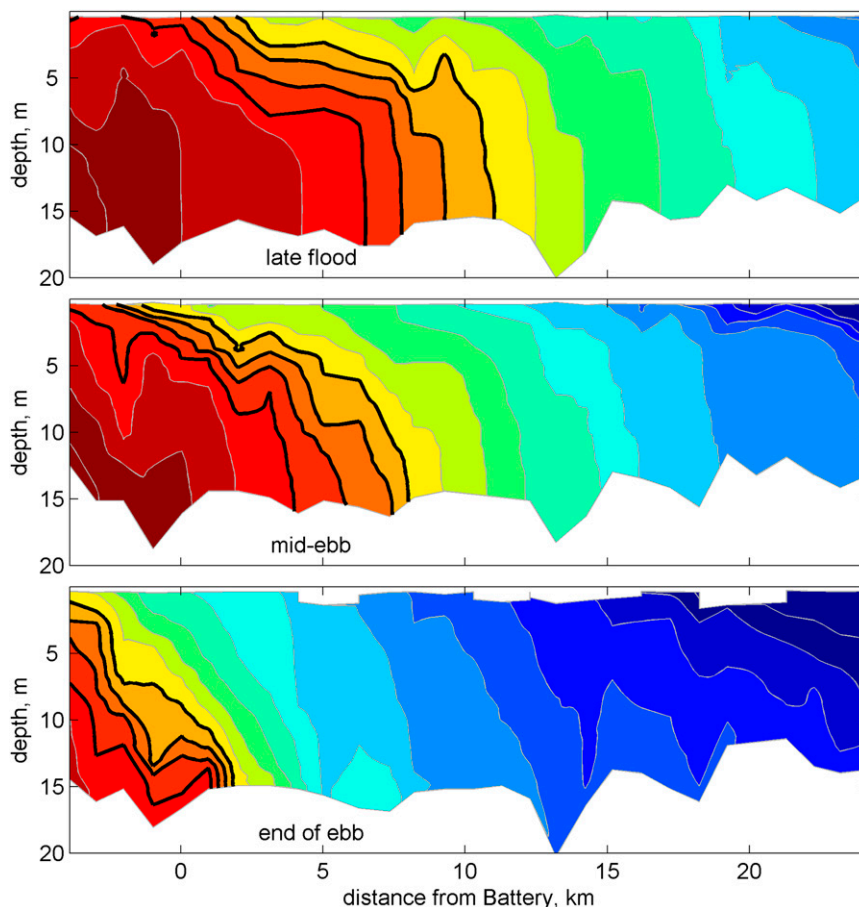 5
10
15
20
depth, m
late flood
5
10
15
20
depth, m
mid-ebb
5
10
15
20
depth, m
end of ebb
0 5 10 15 20
distance from Battery, km